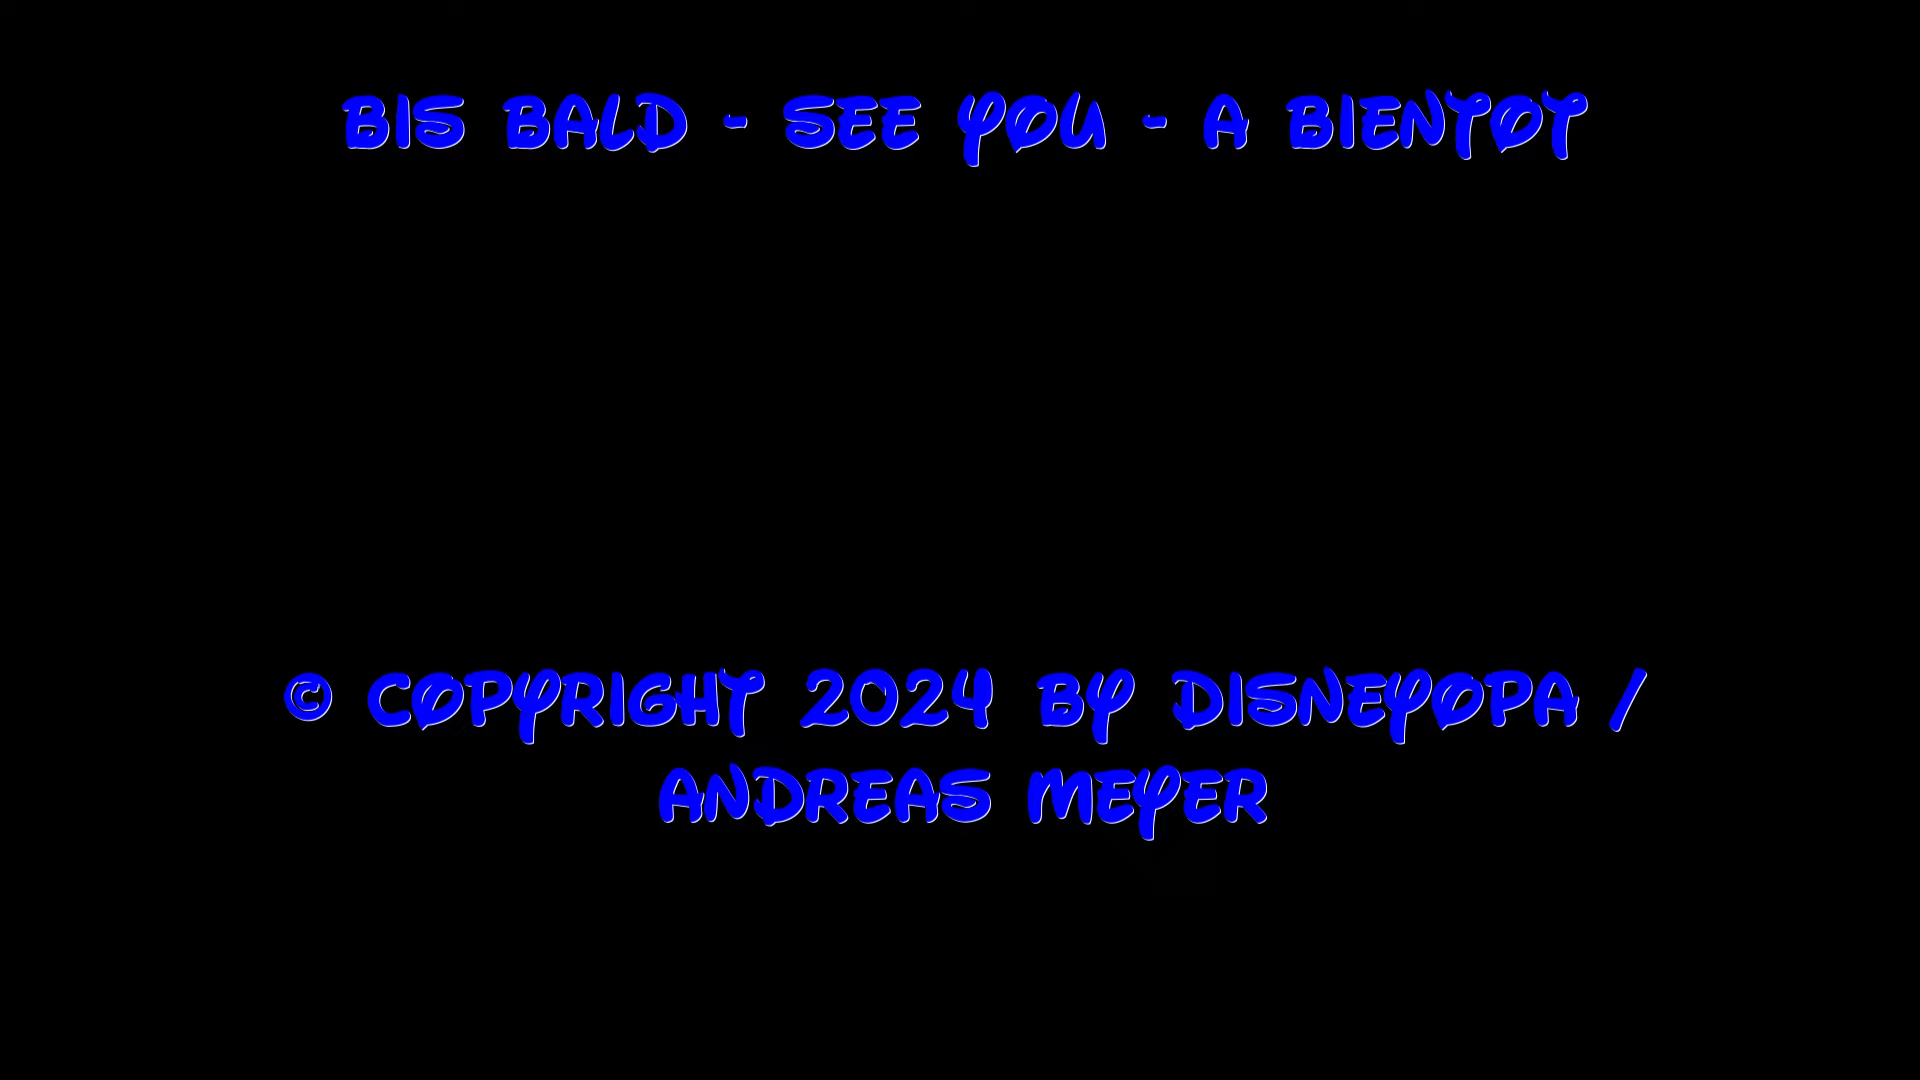 BIS BALD - SEE YOU - A BIENTOT
© COPYRIGHT 2024 BY DISNEYOPA /
ANDREAS MEYER